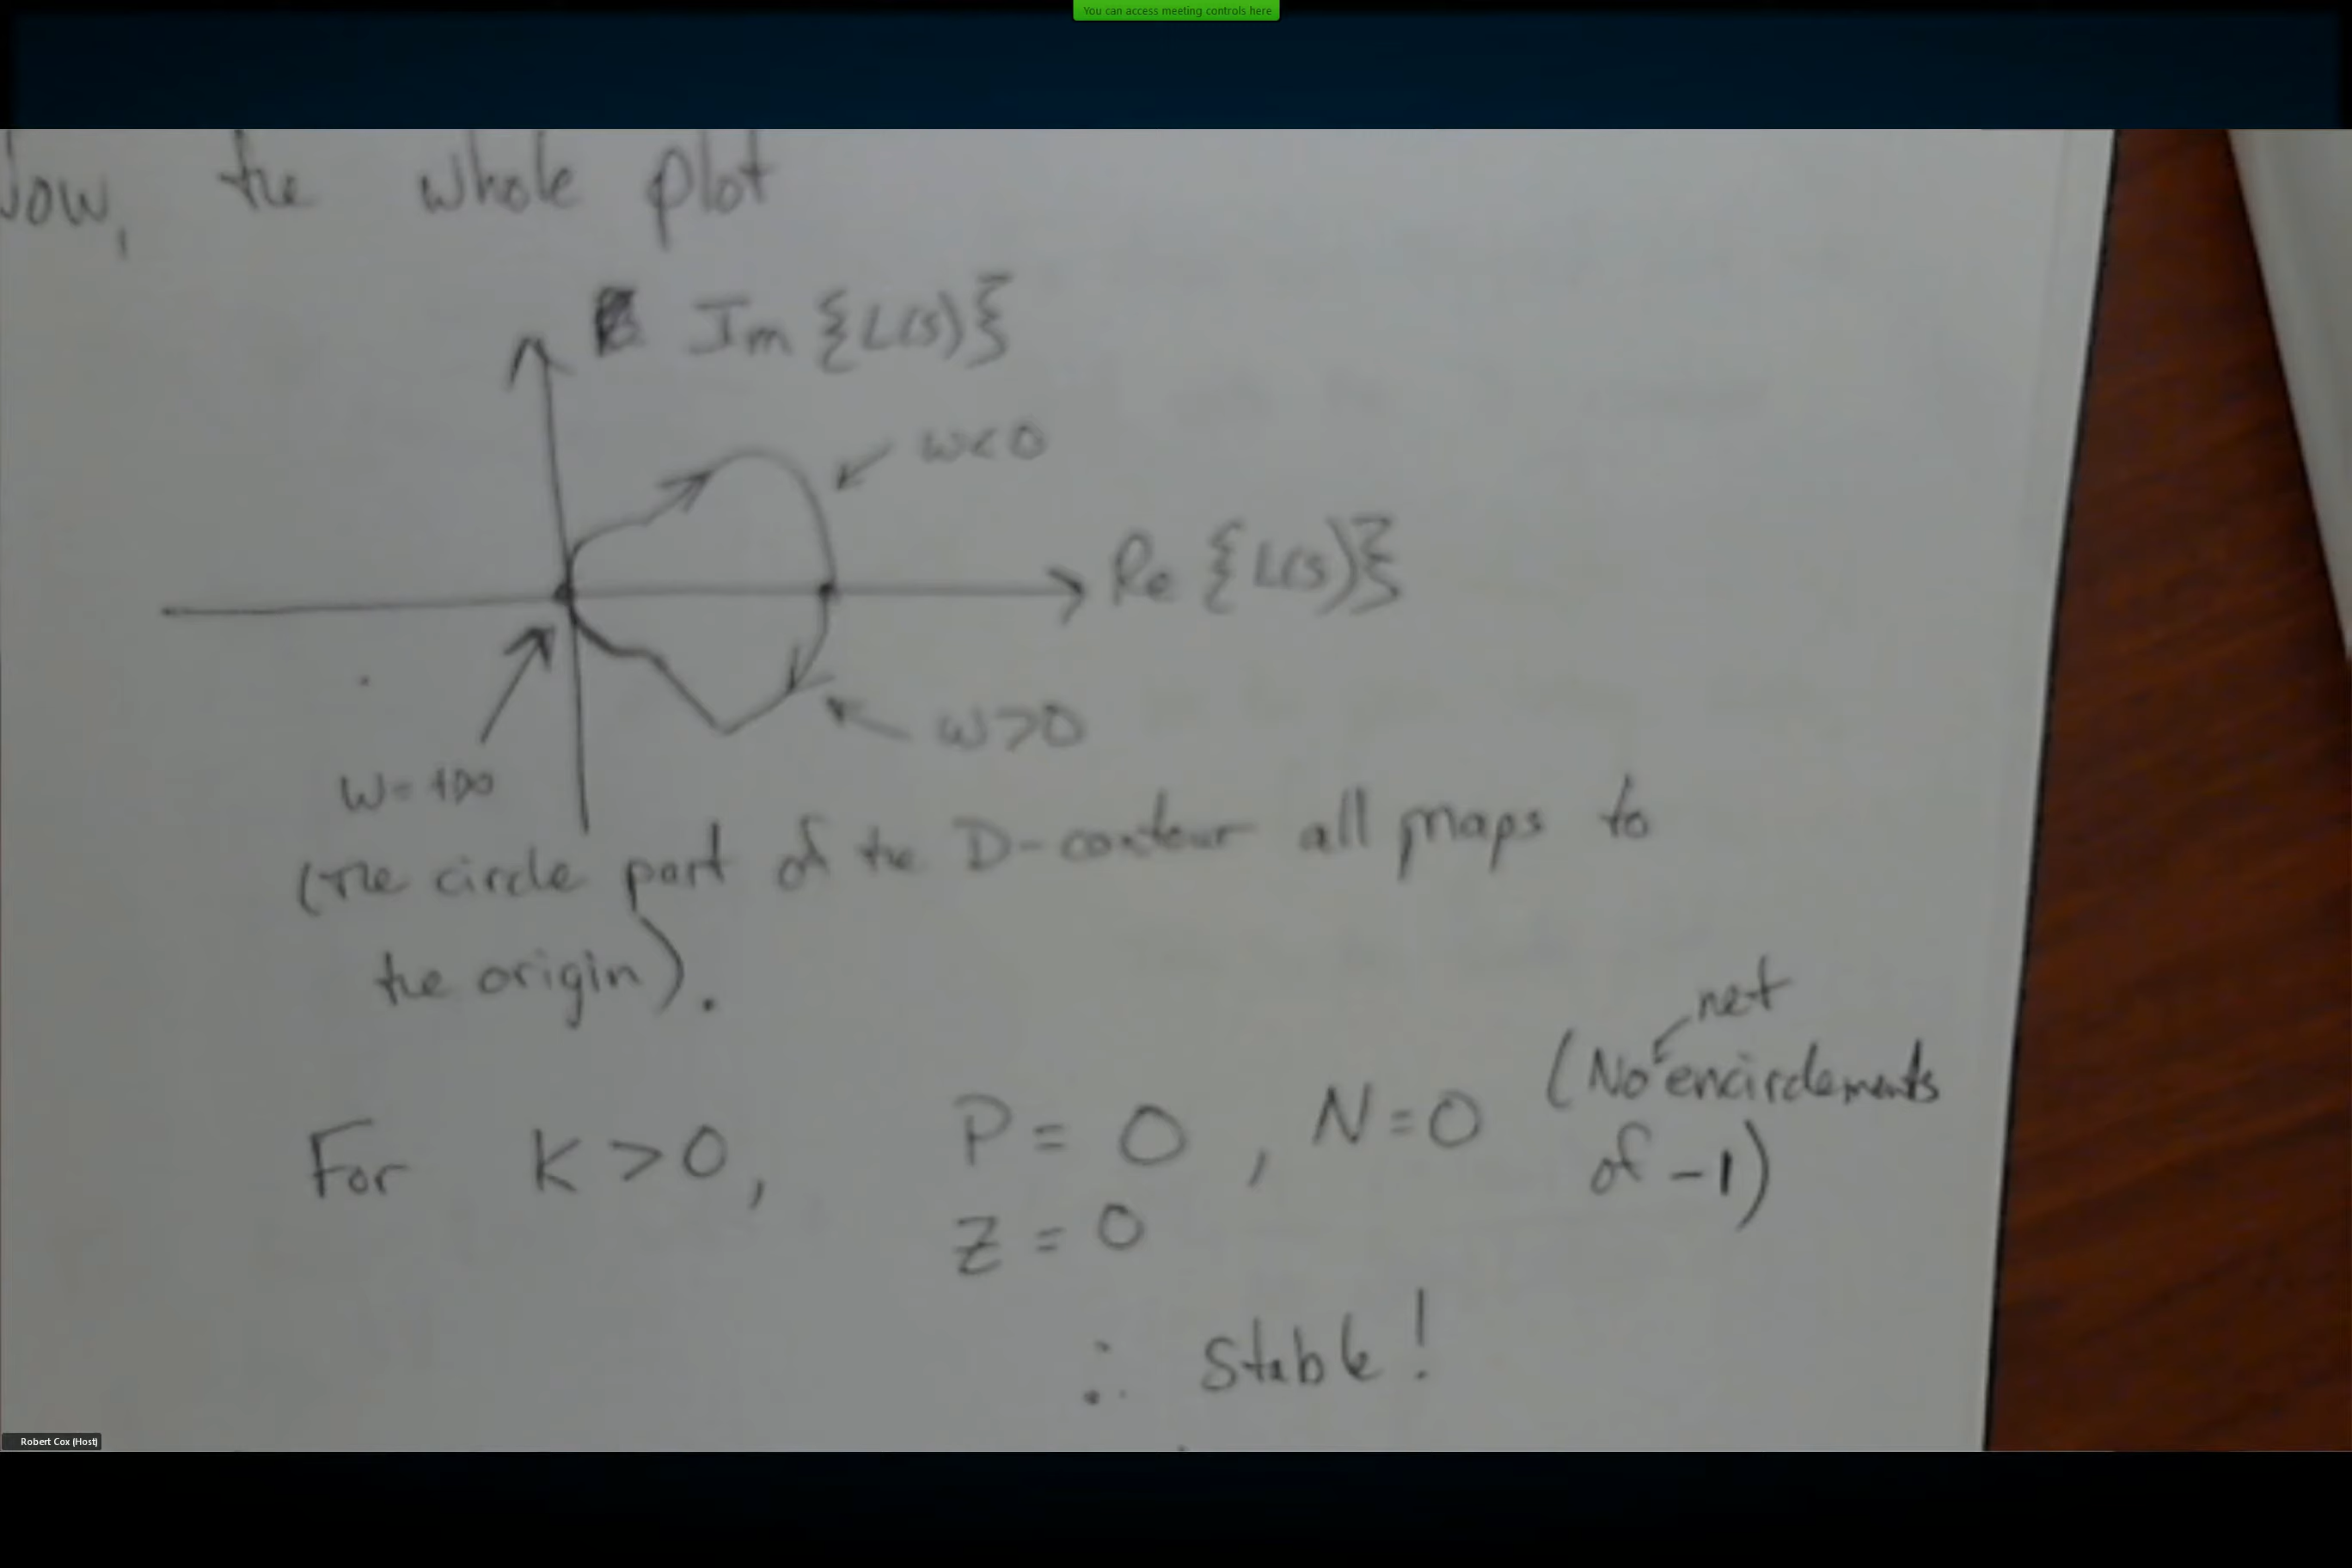 You can access meeting controls here
Now, the whole plot
Im {L(s)}
ω<0
Re {L(s)}
ω>0
ω=+∞
(The circle part of the D-contour all maps to
the origin).
net
For K>0, P=0, N=0 (No encirclements
of -1)
Z=0
∴ Stable!
Robert Cox (Host)